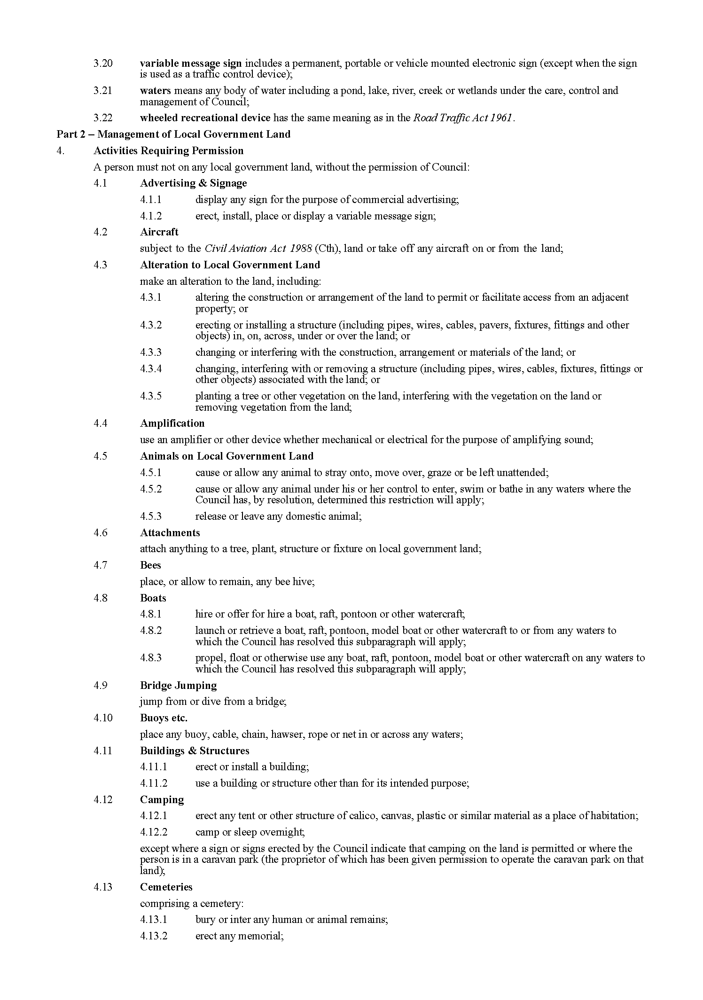 3.20 variable message sign includes a permanent, portable or vehicle mounted electronic sign (except when the sign
is used as a traffic control device);
3.21 waters means any body of water including a pond, lake, river, creek or wetlands under the care, control and
management of Council;
3.22 wheeled recreational device has the same meaning as in the Road Traffic Act 1961.
Part 2 – Management of Local Government Land
4. Activities Requiring Permission
A person must not on any local government land, without the permission of Council:
4.1 Advertising & Signage
4.1.1 display any sign for the purpose of commercial advertising;
4.1.2 erect, install, place or display a variable message sign;
4.2 Aircraft
subject to the Civil Aviation Act 1988 (Cth), land or take off any aircraft on or from the land;
4.3 Alteration to Local Government Land
make an alteration to the land, including:
4.3.1 altering the construction or arrangement of the land to permit or facilitate access from an adjacent
property; or
4.3.2 erecting or installing a structure (including pipes, wires, cables, pavers, fixtures, fittings and other
objects) in, on, across, under or over the land; or
4.3.3 changing or interfering with the construction, arrangement or materials of the land; or
4.3.4 changing, interfering with or removing a structure (including pipes, wires, cables, fixtures, fittings or
other objects) associated with the land; or
4.3.5 planting a tree or other vegetation on the land, interfering with the vegetation on the land or
removing vegetation from the land;
4.4 Amplification
use an amplifier or other device whether mechanical or electrical for the purpose of amplifying sound;
4.5 Animals on Local Government Land
4.5.1 cause or allow any animal to stray onto, move over, graze or be left unattended;
4.5.2 cause or allow any animal under his or her control to enter, swim or bathe in any waters where the
Council has, by resolution, determined this restriction will apply;
4.5.3 release or leave any domestic animal;
4.6 Attachments
attach anything to a tree, plant, structure or fixture on local government land;
4.7 Bees
place, or allow to remain, any bee hive;
4.8 Boats
4.8.1 hire or offer for hire a boat, raft, pontoon or other watercraft;
4.8.2 launch or retrieve a boat, raft, pontoon, model boat or other watercraft to or from any waters to
which the Council has resolved this subparagraph will apply;
4.8.3 propel, float or otherwise use any boat, raft, pontoon, model boat or other watercraft on any waters to
which the Council has resolved this subparagraph will apply;
4.9 Bridge Jumping
jump from or dive from a bridge;
4.10 Buoys etc.
place any buoy, cable, chain, hawser, rope or net in or across any waters;
4.11 Buildings & Structures
4.11.1 erect or install a building;
4.11.2 use a building or structure other than for its intended purpose;
4.12 Camping
4.12.1 erect any tent or other structure of calico, canvas, plastic or similar material as a place of habitation;
4.12.2 camp or sleep overnight;
except where a sign or signs erected by the Council indicate that camping on the land is permitted or where the
person is in a caravan park (the proprietor of which has been given permission to operate the caravan park on that
land);
4.13 Cemeteries
comprising a cemetery:
4.13.1 bury or inter any human or animal remains;
4.13.2 erect any memorial;